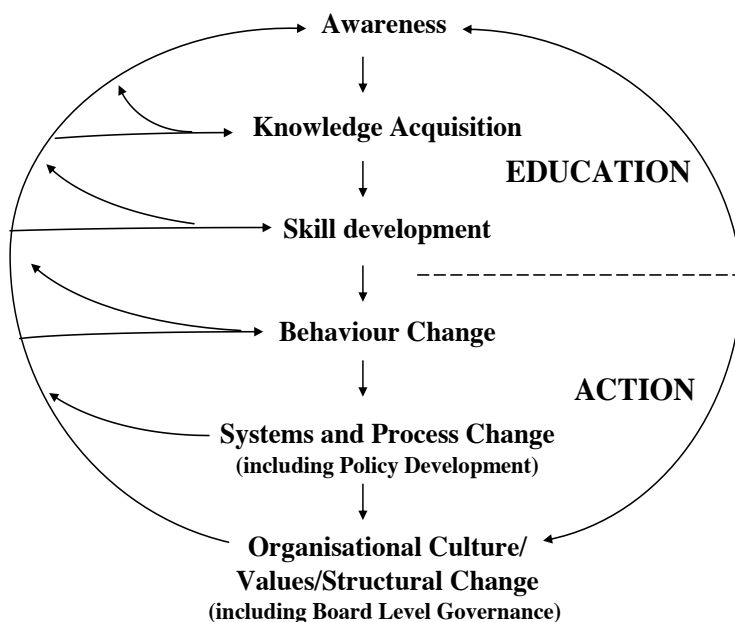 Awareness
Knowledge Acquisition
EDUCATION
Skill development
Behaviour Change
ACTION
Systems and Process Change
(including Policy Development)
Organisational Culture/
Values/Structural Change
(including Board Level Governance)